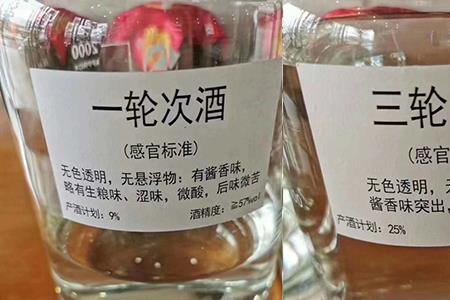 一轮次酒
(感官标准)
无色透明，无悬浮物：有酱香味，
略有生粮味、涩味，微酸，后味微苦
产酒计划：9%
酒精度：≧57%vol
三轮
(感官
无色透明，
酱香味突出，
产酒计划：25%
2000